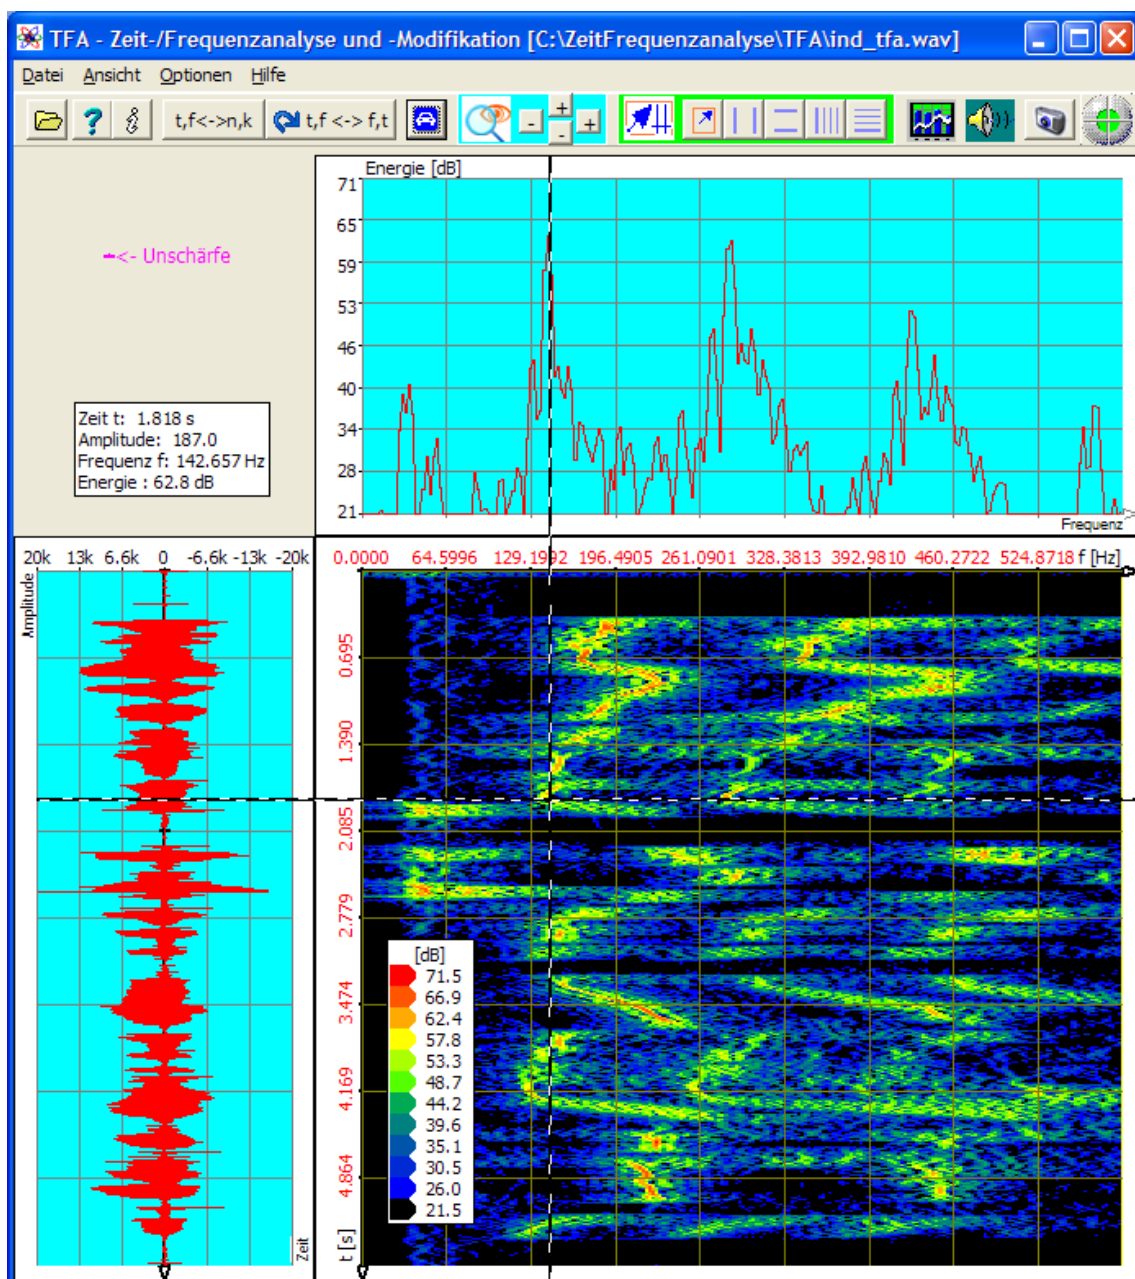 TFA - Zeit-/Frequenzanalyse und -Modifikation [C:\ZeitFrequenzanalyse\TFA\ind_tfa.wav]
Datei Ansicht Optionen Hilfe
t,f<->n,k t,f <-> f,t
Energie [dB]
71
65
59
53
46
40
34
28
21
Frequenz
<- Unschärfe
Zeit t: 1.818 s
Amplitude: 187.0
Frequenz f: 142.657 Hz
Energie : 62.8 dB
20k 13k 6.6k 0 -6.6k -13k -20k
Amplitude
Zeit
0.0000 64.5996 129.1992 196.4905 261.0901 328.3813 392.9810 460.2722 524.8718 f [Hz]
0.695
1.390
2.085
2.779
3.474
4.169
4.864
t [s]
[dB]
71.5
66.9
62.4
57.8
53.3
48.7
44.2
39.6
35.1
30.5
26.0
21.5